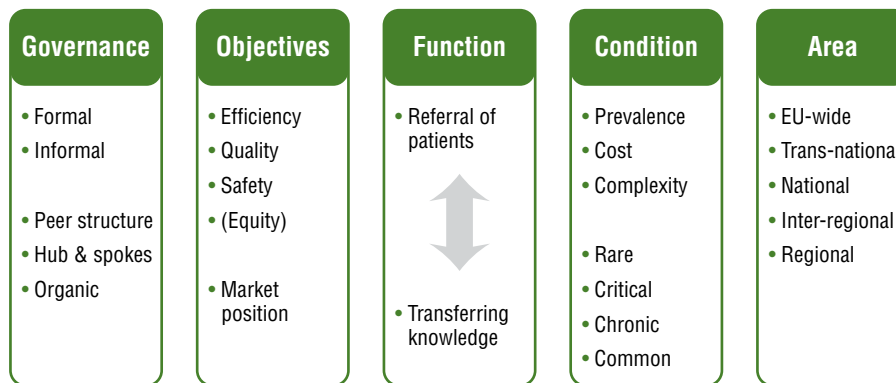 Governance
• Formal
• Informal
• Peer structure
• Hub & spokes
• Organic
Objectives
• Efficiency
• Quality
• Safety
• (Equity)
• Market
position
Function
• Referral of
patients
• Transferring
knowledge
Condition
• Prevalence
• Cost
• Complexity
• Rare
• Critical
• Chronic
• Common
Area
• EU-wide
• Trans-nationa
• National
• Inter-regional
• Regional